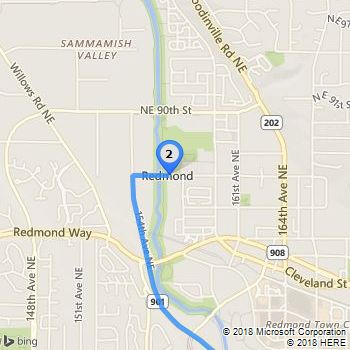 SAMMAMISH
VALLEY
Woodinville Rd NE
NE 97th
Willows Rd NE
NE 90th St
NE 91st St
202
2
Redmond
161st Ave NE
164th Ave NE
154th Ave NE
Redmond Way
908
Cleveland St
148th Ave NE
151st Ave NE
901
Redmond Town C
bing
© 2018 Microsoft Corporation
© 2018 HERE